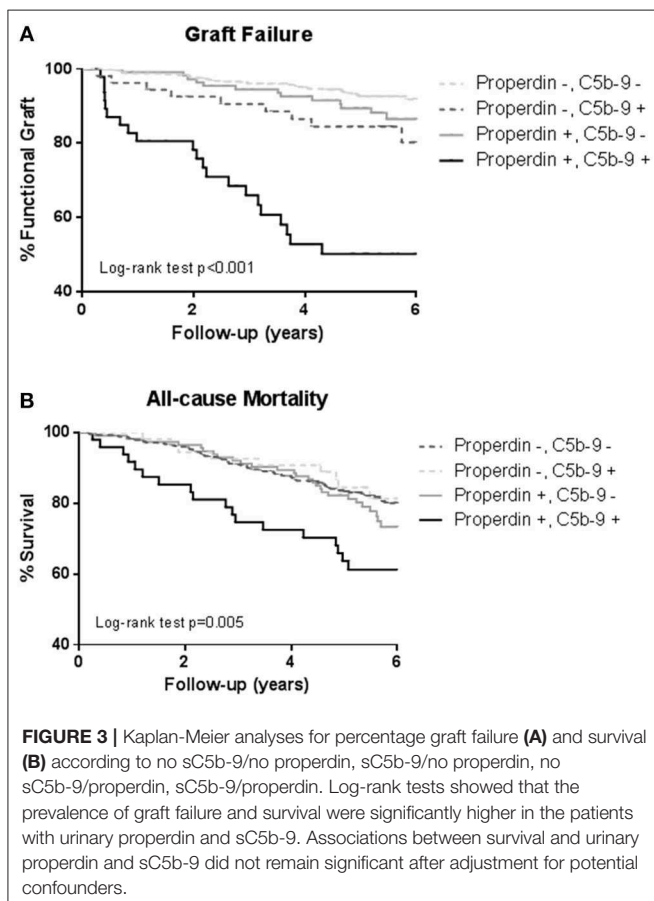 A
Graft Failure
% Functional Graft
100
80
60
40
Log-rank test p<0.001
0 2 4 6
Follow-up (years)
Properdin -, C5b-9 -
Properdin -, C5b-9 +
Properdin +, C5b-9 -
Properdin +, C5b-9 +
B
All-cause Mortality
% Survival
100
80
60
40
Log-rank test p=0.005
0 2 4 6
Follow-up (years)
Properdin -, C5b-9 -
Properdin -, C5b-9 +
Properdin +, C5b-9 -
Properdin +, C5b-9 +
FIGURE 3 | Kaplan-Meier analyses for percentage graft failure (A) and survival
(B) according to no sC5b-9/no properdin, sC5b-9/no properdin, no
sC5b-9/properdin, sC5b-9/properdin. Log-rank tests showed that the
prevalence of graft failure and survival were significantly higher in the patients
with urinary properdin and sC5b-9. Associations between survival and urinary
properdin and sC5b-9 did not remain significant after adjustment for potential
confounders.